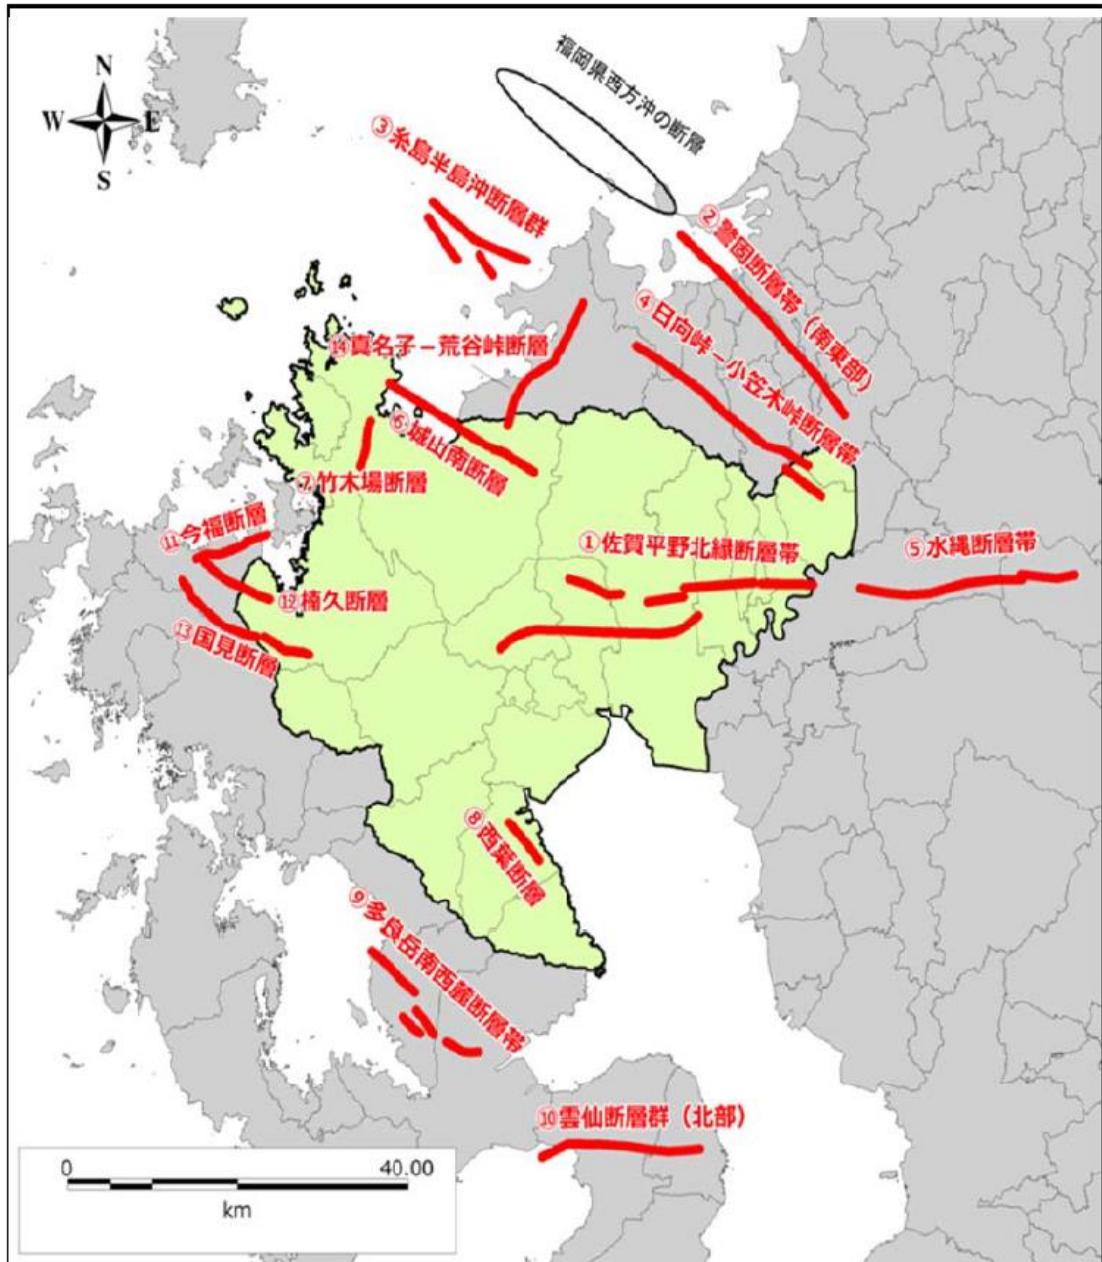 N
W E
S
福岡県西方沖の断層
③糸島半島沖断層群
②警固断層帯（南東部）
④日向峠－小笠木峠断層帯
⑭真名子－荒谷峠断層
⑥城山南断層
⑦竹木場断層
⑪今福断層
①佐賀平野北縁断層帯
⑤水縄断層帯
⑫楠久断層
⑬国見断層
⑧西葉断層
⑨多良岳南西麓断層帯
⑩雲仙断層群（北部）
0 40.00
km